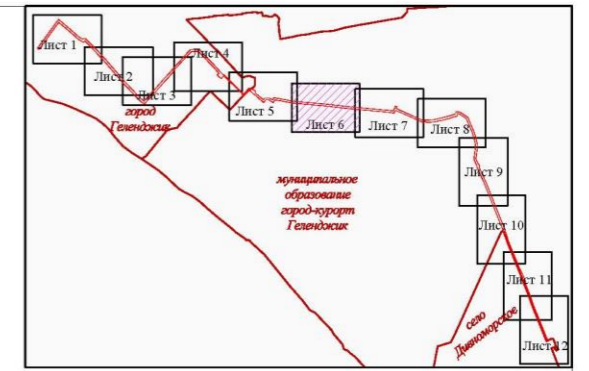 Лист 1
Лист 2
Лист 3
Лист 4
город
Геленджик
Лист 5
Лист 6
Лист 7
Лист 8
муниципальное
образование
город-курорт
Геленджик
Лист 9
Лист 10
Лист 11
село
Дивноморское
Лист 12